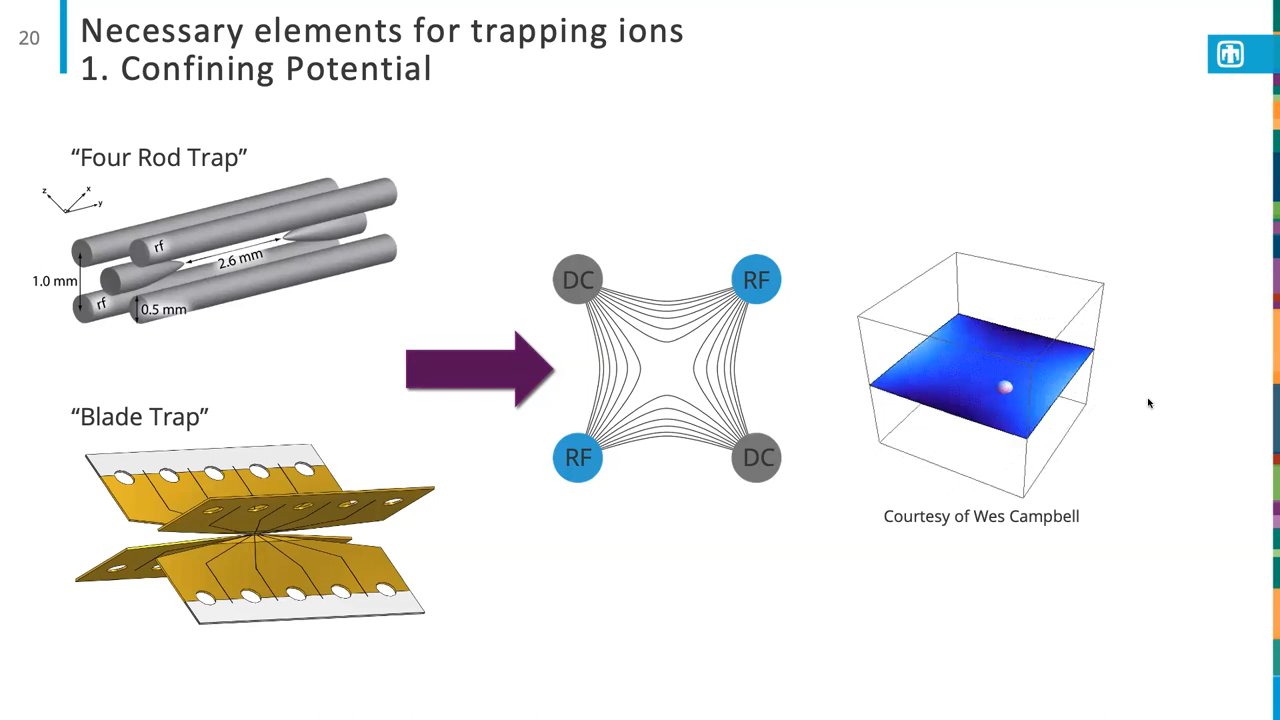 20
Necessary elements for trapping ions
1. Confining Potential
“Four Rod Trap”
z
x
y
rf
1.0 mm
2.6 mm
rf
0.5 mm
“Blade Trap”
DC
RF
RF
DC
Courtesy of Wes Campbell